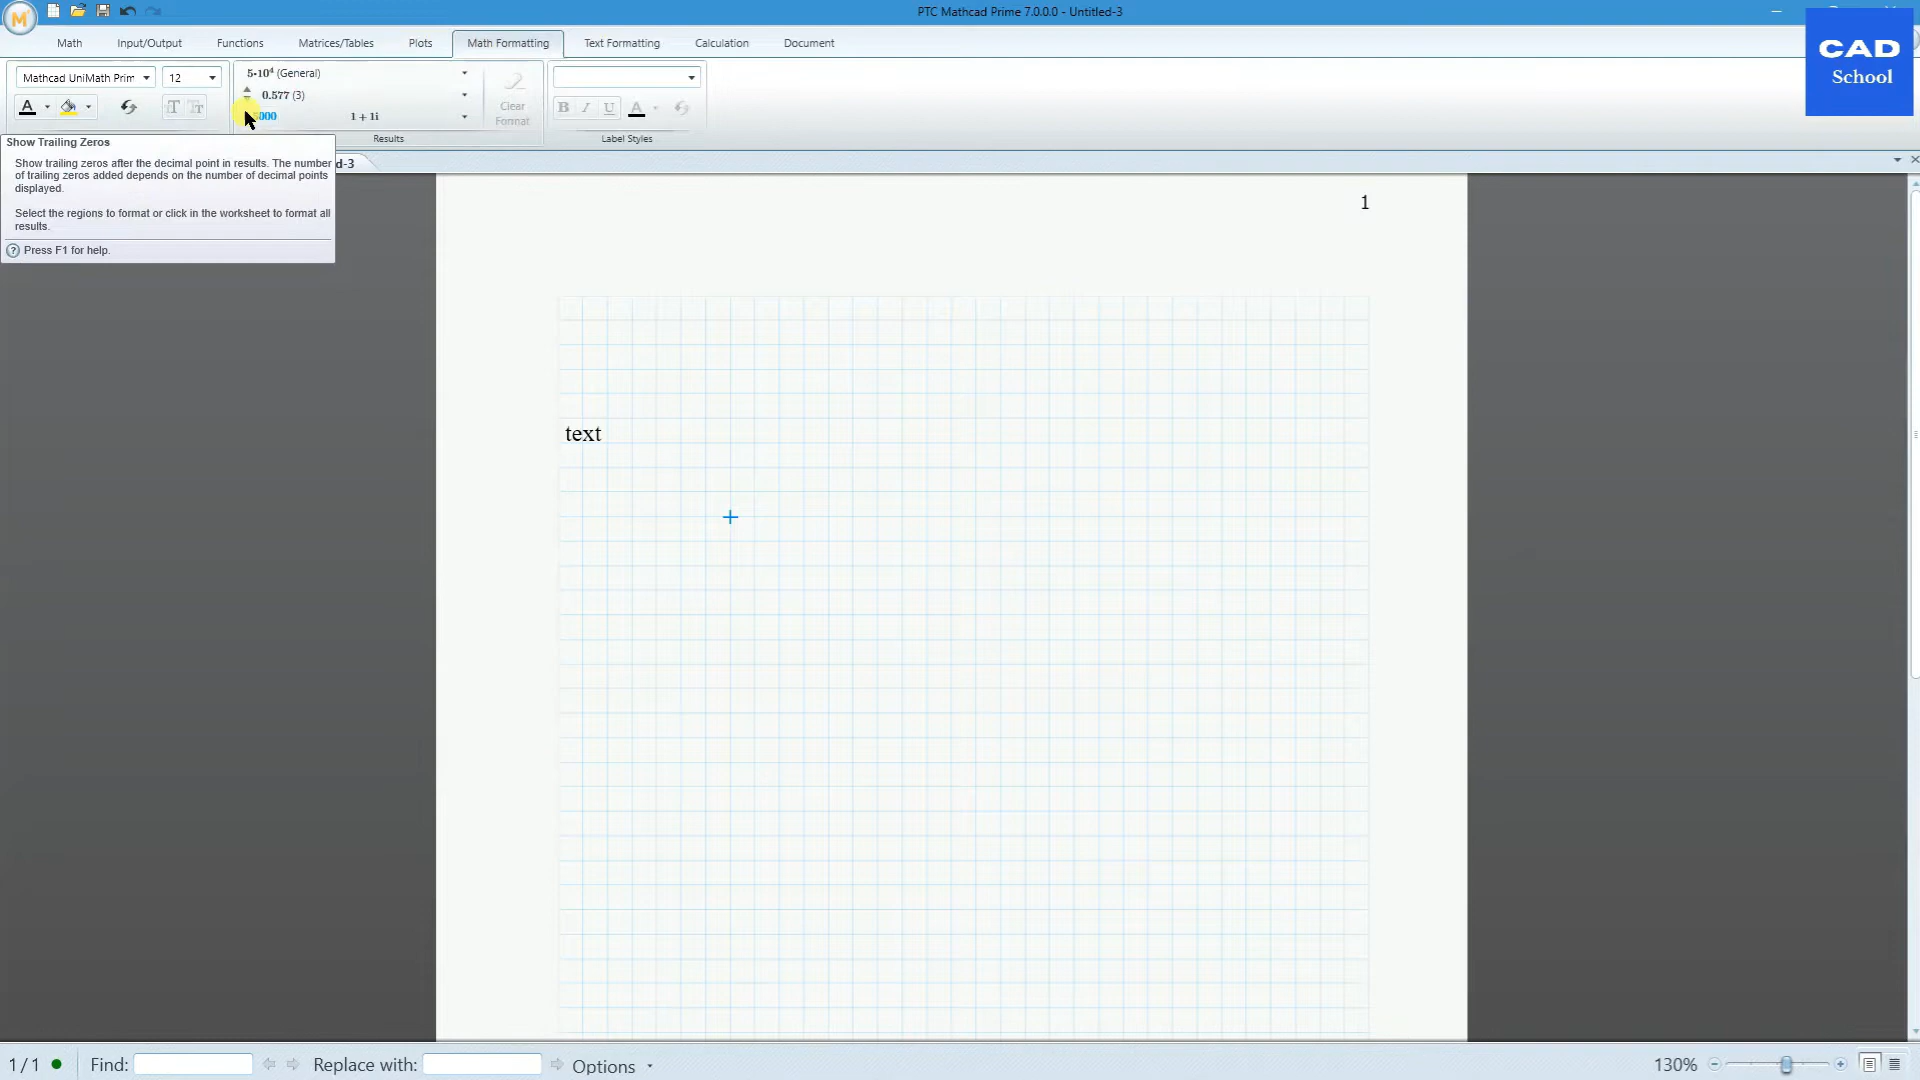 PTC Mathcad Prime 7.0.0.0 - Untitled-3
Math Input/Output Functions Matrices/Tables Plots Math Formatting Text Formatting Calculation Document
CAD
School
Mathcad UniMath Prim 12
5·10⁴ (General)
0.577 (3)
000 1 + 1i
Clear
Format
Results
Label Styles
B I U A
Show Trailing Zeros
Show trailing zeros after the decimal point in results. The number
of trailing zeros added depends on the number of decimal points
displayed.
Select the regions to format or click in the worksheet to format all
results.
Press F1 for help.
d-3
1
text
1 / 1 Find: Replace with: Options 130%